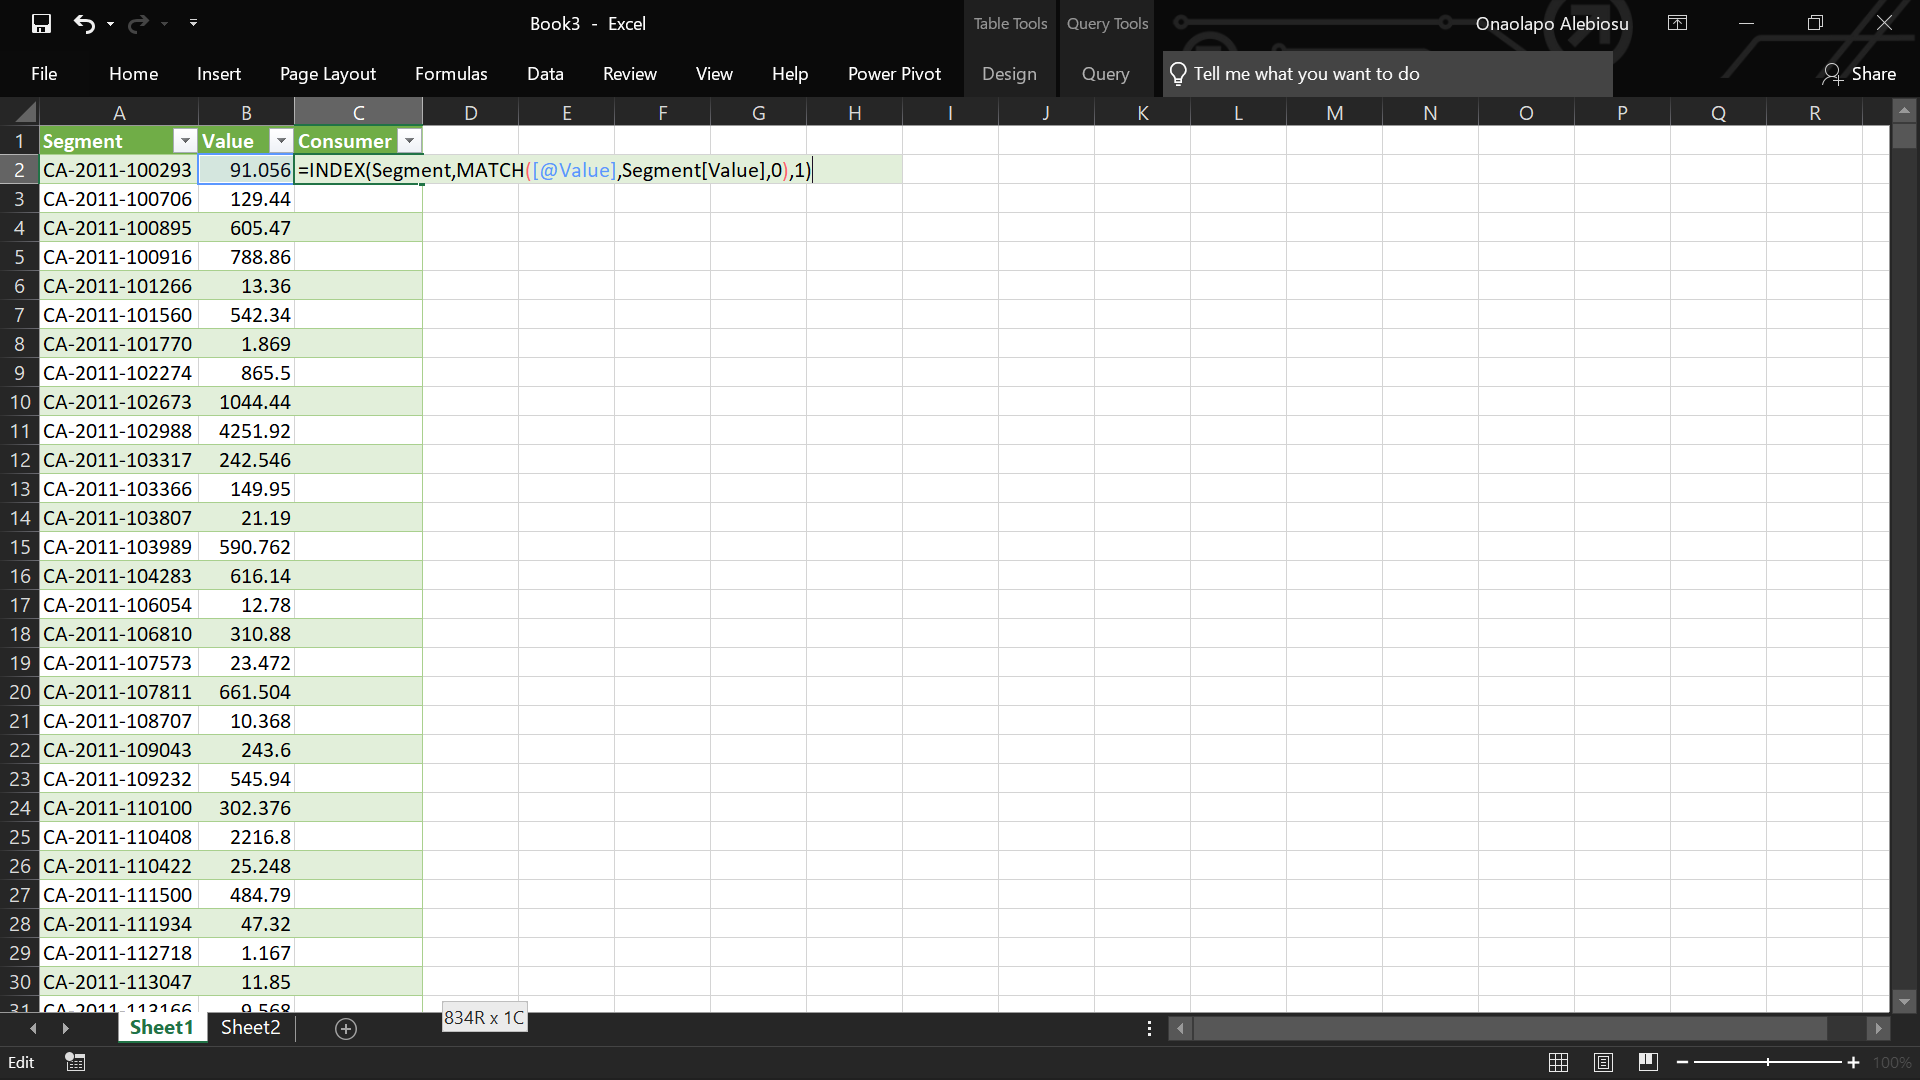 Book3 - Excel
Table Tools
Query Tools
Onaolapo Alebiosu
File Home Insert Page Layout Formulas Data Review View Help Power Pivot Design Query Tell me what you want to do Share
A B C D E F G H I J K L M N O P Q R
1 Segment Value Consumer
2 CA-2011-100293 91.056 =INDEX(Segment,MATCH([@Value],Segment[Value],0),1)
3 CA-2011-100706 129.44
4 CA-2011-100895 605.47
5 CA-2011-100916 788.86
6 CA-2011-101266 13.36
7 CA-2011-101560 542.34
8 CA-2011-101770 1.869
9 CA-2011-102274 865.5
10 CA-2011-102673 1044.44
11 CA-2011-102988 4251.92
12 CA-2011-103317 242.546
13 CA-2011-103366 149.95
14 CA-2011-103807 21.19
15 CA-2011-103989 590.762
16 CA-2011-104283 616.14
17 CA-2011-106054 12.78
18 CA-2011-106810 310.88
19 CA-2011-107573 23.472
20 CA-2011-107811 661.504
21 CA-2011-108707 10.368
22 CA-2011-109043 243.6
23 CA-2011-109232 545.94
24 CA-2011-110100 302.376
25 CA-2011-110408 2216.8
26 CA-2011-110422 25.248
27 CA-2011-111500 484.79
28 CA-2011-111934 47.32
29 CA-2011-112718 1.167
30 CA-2011-113047 11.85
31 CA-2011-113166 9.568
834R x 1C
Sheet1 Sheet2
Edit
100%